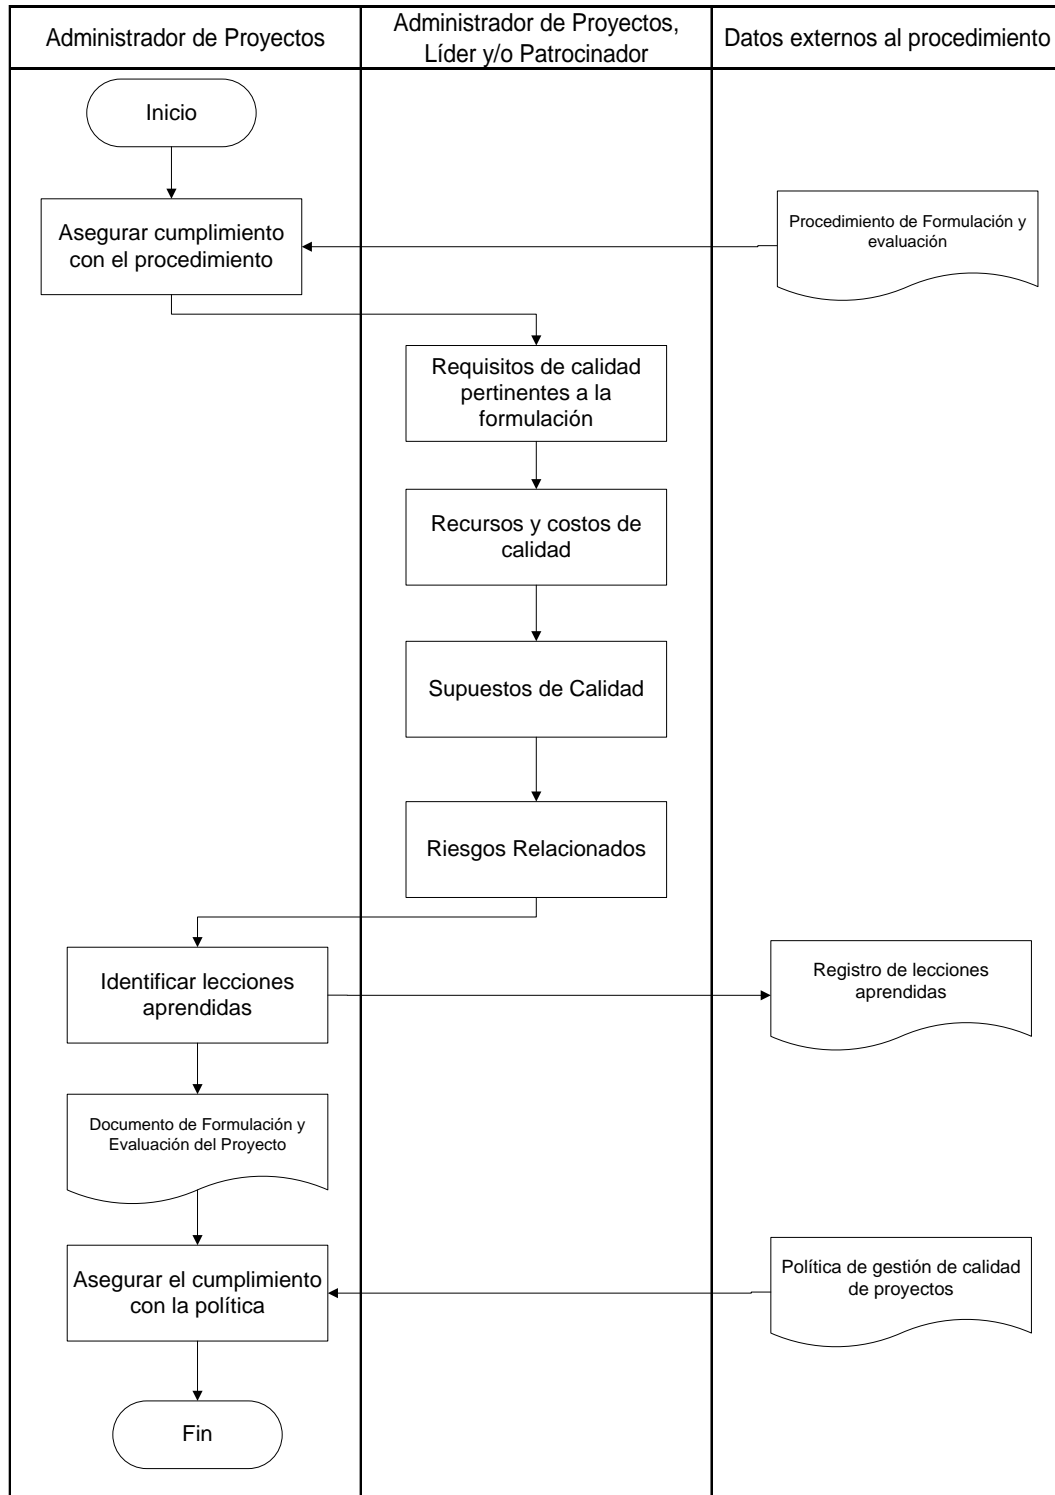 Administrador de Proyectos
Administrador de Proyectos,
Líder y/o Patrocinador
Datos externos al procedimiento
Inicio
Asegurar cumplimiento
con el procedimiento
Procedimiento de Formulación y
evaluación
Requisitos de calidad
pertinentes a la
formulación
Recursos y costos de
calidad
Supuestos de Calidad
Riesgos Relacionados
Identificar lecciones
aprendidas
Registro de lecciones
aprendidas
Documento de Formulación y
Evaluación del Proyecto
Asegurar el cumplimiento
con la política
Política de gestión de calidad
de proyectos
Fin